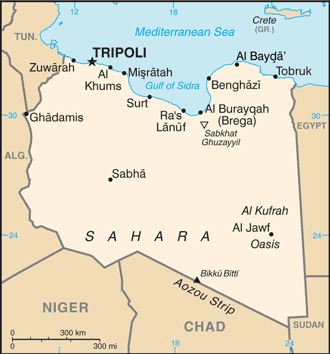 12
18
24
Mediterranean Sea
Crete
(GR.)
TUN.
TRIPOLI
Zuwārah
Al
Khums
Mişrātah
Al Bayḑā'
Tobruk
Gulf of Sidra
Benghāzī
Surt
30
Ghādamis
Ra's
Lānūf
Al Burayqah
(Brega)
30
Sabkhat
Ghuzayyil
EGYPT
ALG.
Sabhā
Al Kufrah
Al Jawf
Oasis
24
SAHARA
24
Bikkū Bittī
Aozou Strip
NIGER
CHAD
SUDAN
0 300 km
0 300 mi
12
18
24